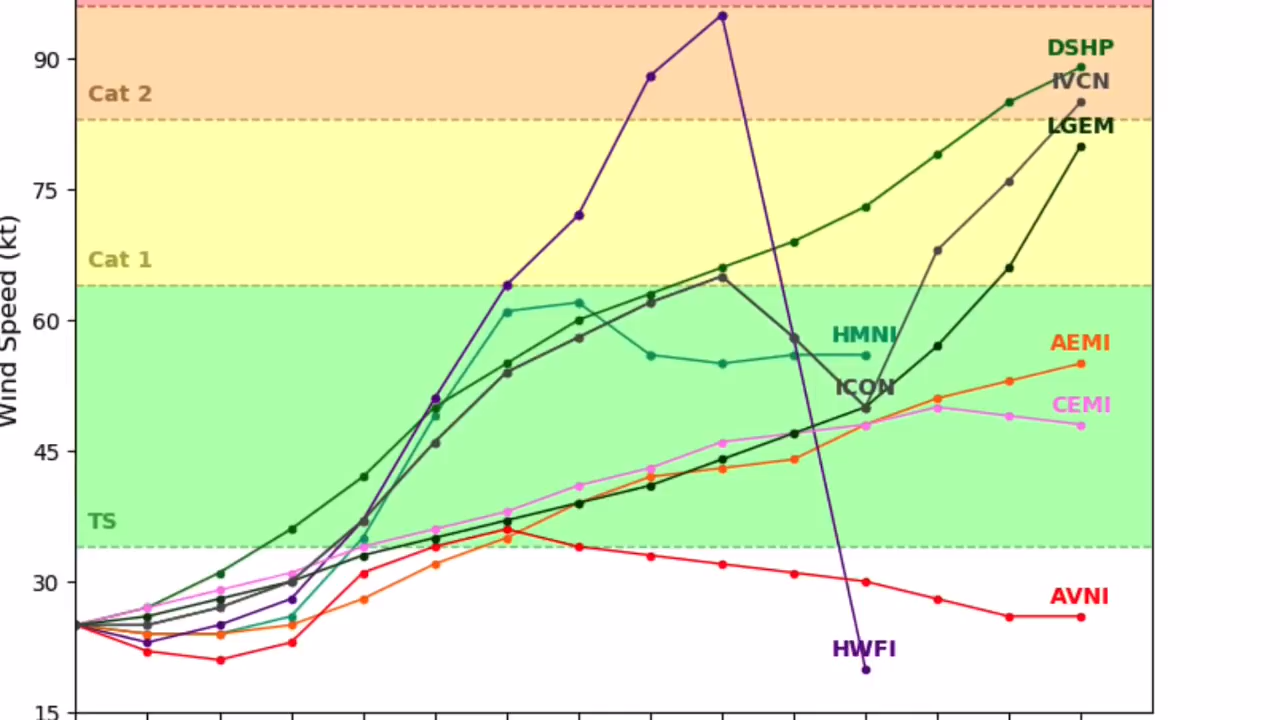 90
75
60
45
30
15
Wind Speed (kt)
Cat 2
Cat 1
TS
DSHP
IVCN
LGEM
HMNI
AEMI
ICON
CEMI
AVNI
HWFI